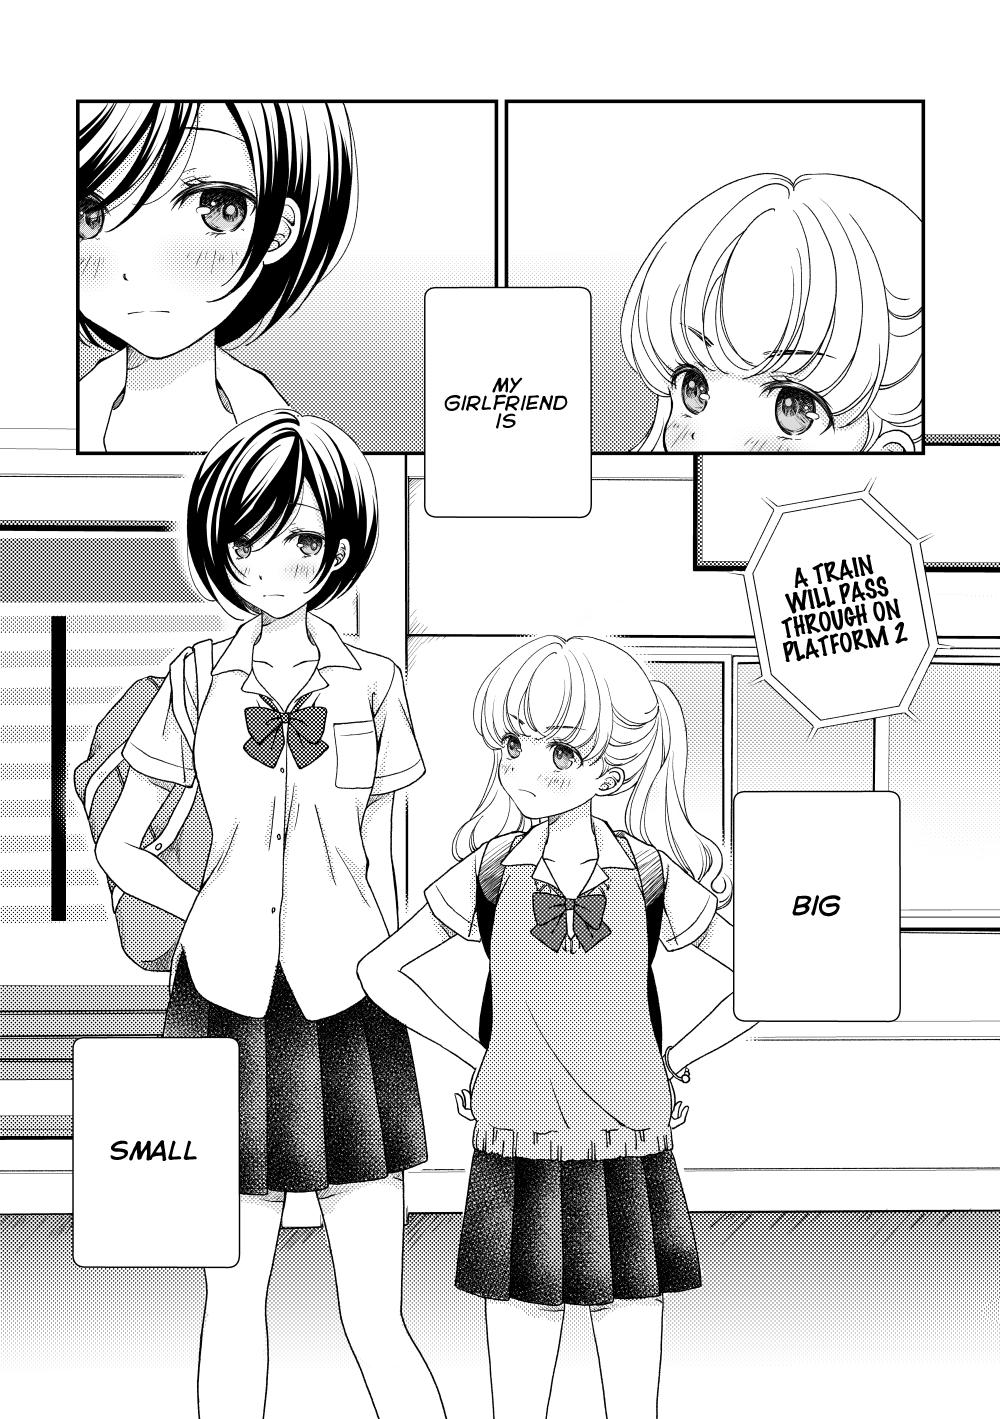 MY
GIRLFRIEND
IS
A TRAIN
WILL PASS
THROUGH ON
PLATFORM 2
BIG
SMALL